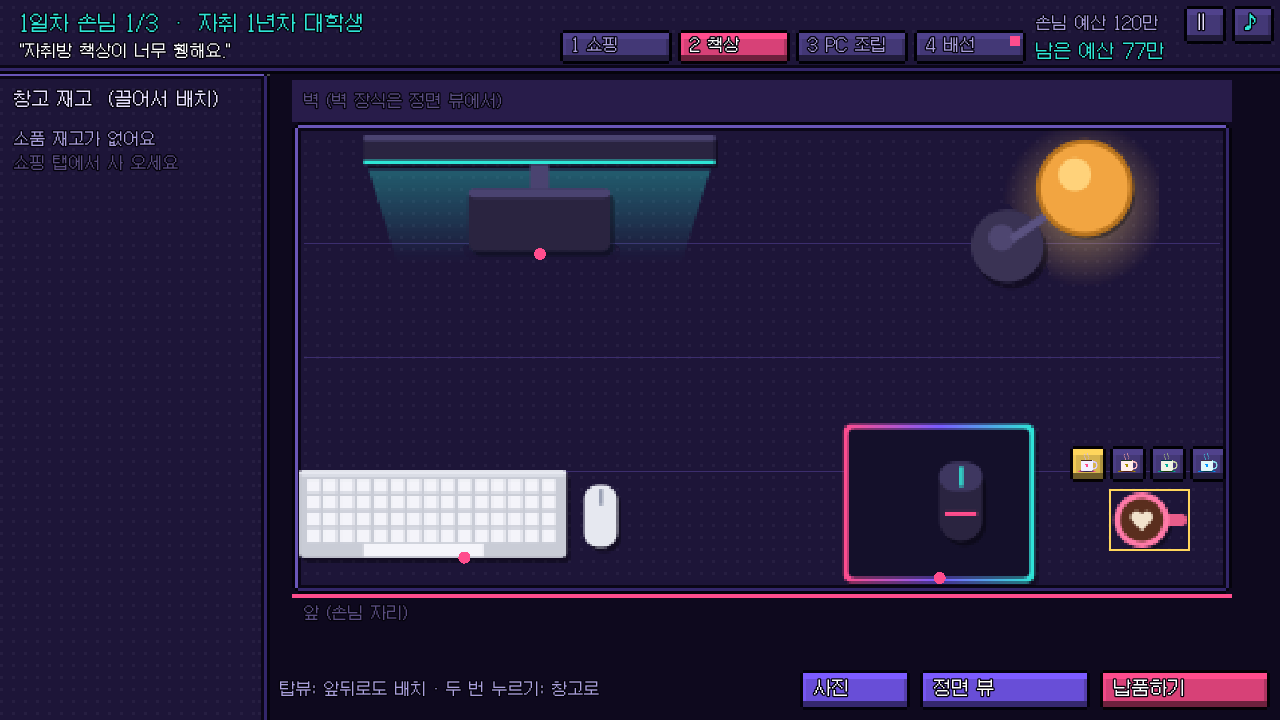 1일차 손님 1/3 · 자취 1년차 대학생
"자취방 책상이 너무 휑해요."
1 쇼핑
2 책상
3 PC 조립
4 배선
손님 예산 120만
남은 예산 77만
창고 재고 (끌어서 배치)
소품 재고가 없어요
쇼핑 탭에서 사 오세요
벽 (벽 장식은 정면 뷰에서)
앞 (손님 자리)
탑뷰: 앞뒤로도 배치 · 두 번 누르기: 창고로
사진
정면 뷰
납품하기